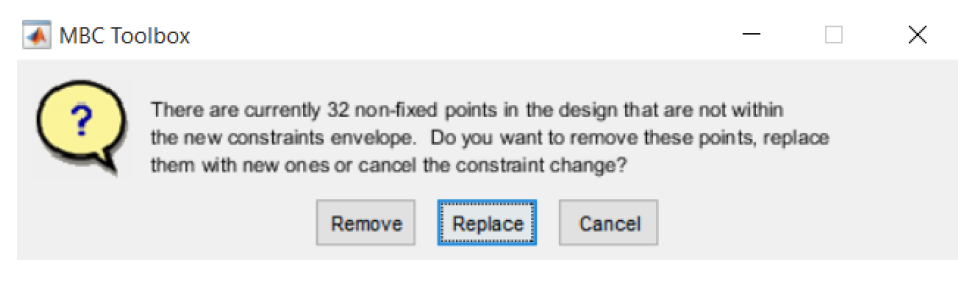 MBC Toolbox
?
There are currently 32 non-fixed points in the design that are not within
the new constraints envelope.  Do you want to remove these points, replace
them with new ones or cancel the constraint change?
Remove Replace Cancel